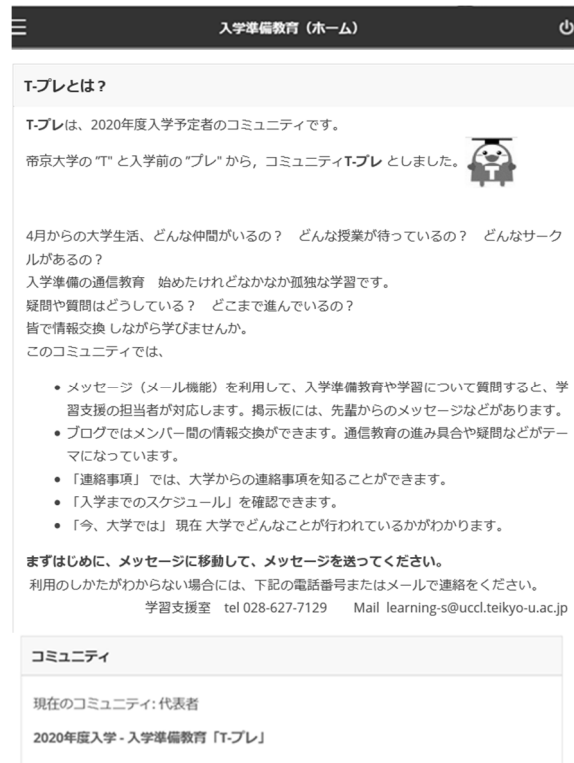 入学準備教育（ホーム）
T-プレとは？
T-プレは、2020年度入学予定者のコミュニティです。
帝京大学の "T" と入学前の "プレ" から，コミュニティT-プレ としました。
T
4月からの大学生活、どんな仲間がいるの？　どんな授業が待っているの？　どんなサーク
ルがあるの？
入学準備の通信教育　始めたけれどなかなか孤独な学習です。
疑問や質問はどうしている？　どこまで進んでいるの？
皆で情報交換 しながら学びませんか。
このコミュニティでは、
• メッセージ（メール機能）を利用して、入学準備教育や学習について質問すると、学
習支援の担当者が対応します。掲示板には、先輩からのメッセージなどがあります。
• ブログではメンバー間の情報交換ができます。通信教育の進み具合や疑問などがテー
マになっています。
• 「連絡事項」 では、大学からの連絡事項を知ることができます。
• 「入学までのスケジュール」を確認できます。
• 「今、大学では」 現在 大学でどんなことが行われているかがわかります。
まずはじめに、メッセージに移動して、メッセージを送ってください。
利用のしかたがわからない場合には、下記の電話番号またはメールで連絡をください。
学習支援室　tel 028-627-7129　　Mail learning-s@uccl.teikyo-u.ac.jp
コミュニティ
現在のコミュニティ: 代表者
2020年度入学 - 入学準備教育「T-プレ」